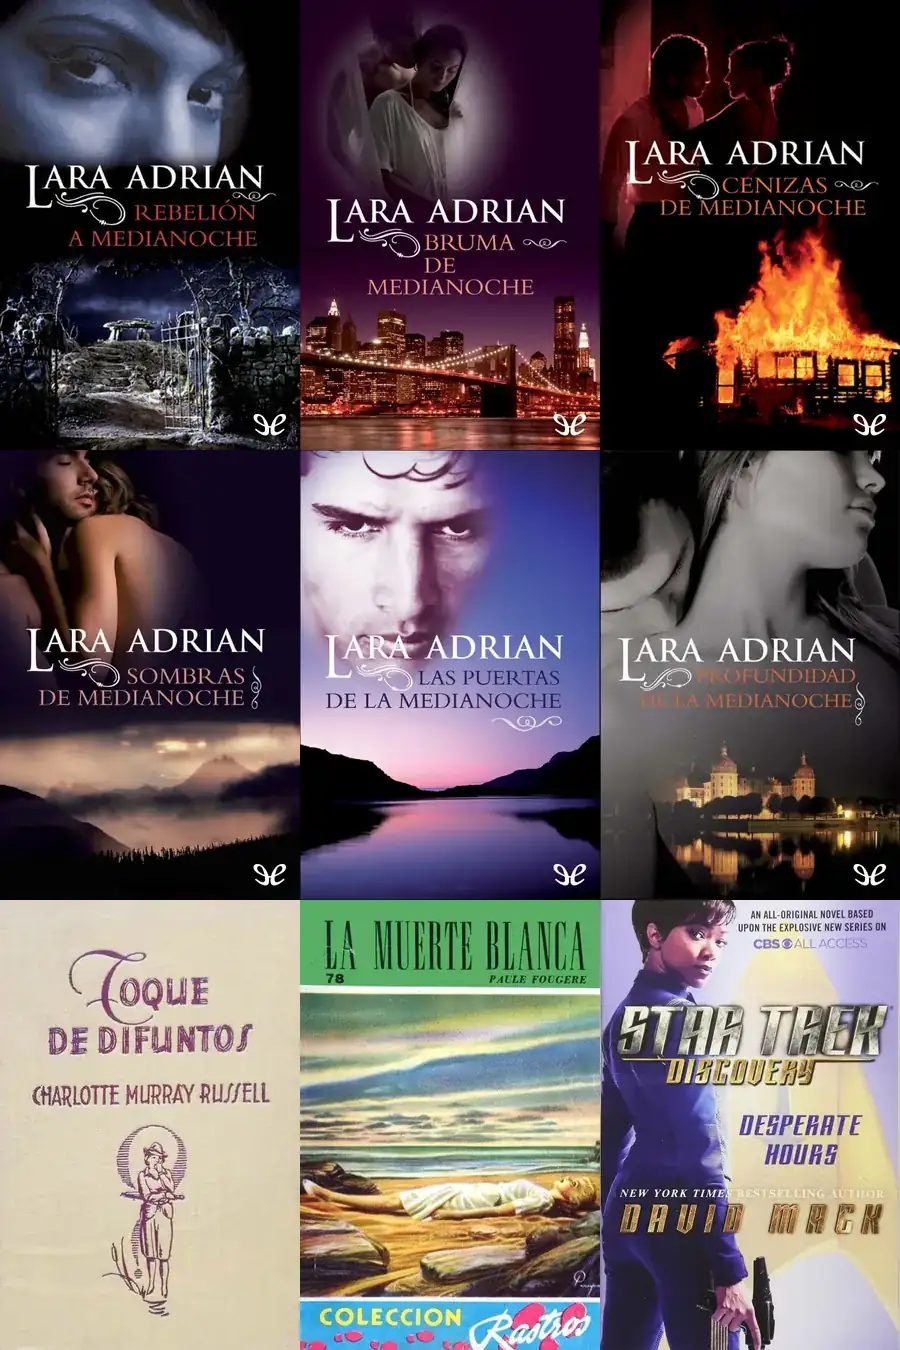 LARA ADRIAN
REBELIÓN
A MEDIANOCHE
LARA ADRIAN
BRUMA
DE
MEDIANOCHE
LARA ADRIAN
CENIZAS
DE MEDIANOCHE
LARA ADRIAN
SOMBRAS
DE MEDIANOCHE
LARA ADRIAN
LAS PUERTAS
DE LA MEDIANOCHE
LARA ADRIAN
PROFUNDIDAD
DE LA MEDIANOCHE
TOQUE
DE DIFUNTOS
CHARLOTTE MURRAY RUSSELL
LA MUERTE BLANCA
78 PAULE FOUGERE
COLECCION
Rastros
AN ALL-ORIGINAL NOVEL BASED
UPON THE EXPLOSIVE NEW SERIES ON
CBS ALL ACCESS
STAR TREK
DISCOVERY
DESPERATE
HOURS
NEW YORK TIMES BESTSELLING AUTHOR
DAVID MACK